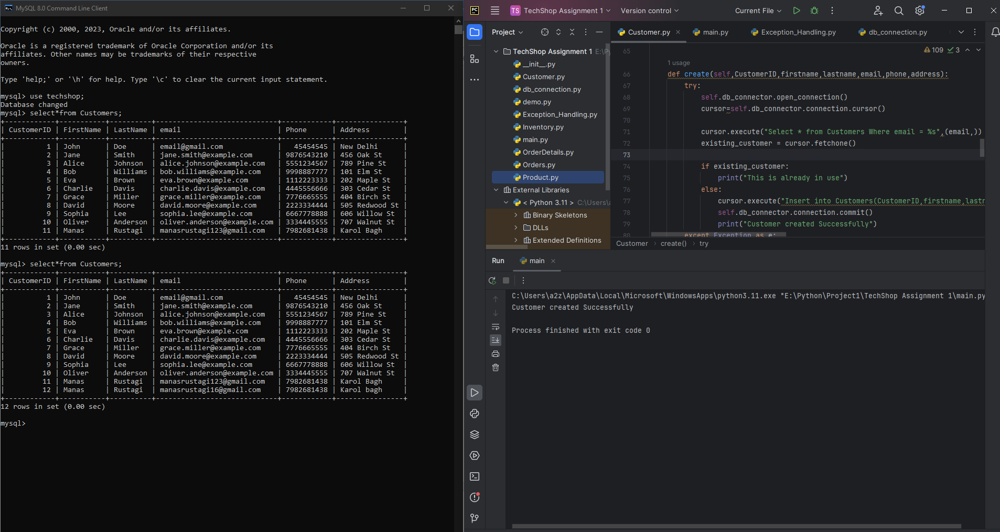 MySQL 8.0 Command Line Client
Copyright (c) 2000, 2023, Oracle and/or its affiliates.
Oracle is a registered trademark of Oracle Corporation and/or its
affiliates. Other names may be trademarks of their respective
owners.
Type 'help;' or '\h' for help. Type '\c' to clear the current input statement.
mysql> use techshop;
Database changed
mysql> select*from Customers;
+------------+-----------+----------+-----------------------------+------------+----------------+
| CustomerID | FirstName | LastName | email                       | Phone      | Address        |
+------------+-----------+----------+-----------------------------+------------+----------------+
|          1 | John      | Doe      | email@gmail.com             |   45454545 | New Delhi      |
|          2 | Jane      | Smith    | jane.smith@example.com      | 9876543210 | 456 Oak St     |
|          3 | Alice     | Johnson  | alice.johnson@example.com   | 5551234567 | 789 Pine St    |
|          4 | Bob       | Williams | bob.williams@example.com    | 9998887777 | 101 Elm St     |
|          5 | Eva       | Brown    | eva.brown@example.com       | 1112223333 | 202 Maple St   |
|          6 | Charlie   | Davis    | charlie.davis@example.com   | 4445556666 | 303 Cedar St   |
|          7 | Grace     | Miller   | grace.miller@example.com    | 7776665555 | 404 Birch St   |
|          8 | David     | Moore    | david.moore@example.com     | 2223334444 | 505 Redwood St |
|          9 | Sophia    | Lee      | sophia.lee@example.com      | 6667778888 | 606 Willow St  |
|         10 | Oliver    | Anderson | oliver.anderson@example.com | 3334445555 | 707 Walnut St  |
|         11 | Manas     | Rustagi  | manasrustagi123@gmail.com   | 7982681438 | Karol Bagh     |
+------------+-----------+----------+-----------------------------+------------+----------------+
11 rows in set (0.00 sec)
mysql> select*from Customers;
+------------+-----------+----------+-----------------------------+------------+----------------+
| CustomerID | FirstName | LastName | email                       | Phone      | Address        |
+------------+-----------+----------+-----------------------------+------------+----------------+
|          1 | John      | Doe      | email@gmail.com             |   45454545 | New Delhi      |
|          2 | Jane      | Smith    | jane.smith@example.com      | 9876543210 | 456 Oak St     |
|          3 | Alice     | Johnson  | alice.johnson@example.com   | 5551234567 | 789 Pine St    |
|          4 | Bob       | Williams | bob.williams@example.com    | 9998887777 | 101 Elm St     |
|          5 | Eva       | Brown    | eva.brown@example.com       | 1112223333 | 202 Maple St   |
|          6 | Charlie   | Davis    | charlie.davis@example.com   | 4445556666 | 303 Cedar St   |
|          7 | Grace     | Miller   | grace.miller@example.com    | 7776665555 | 404 Birch St   |
|          8 | David     | Moore    | david.moore@example.com     | 2223334444 | 505 Redwood St |
|          9 | Sophia    | Lee      | sophia.lee@example.com      | 6667778888 | 606 Willow St  |
|         10 | Oliver    | Anderson | oliver.anderson@example.com | 3334445555 | 707 Walnut St  |
|         11 | Manas     | Rustagi  | manasrustagi123@gmail.com   | 7982681438 | Karol Bagh     |
|         12 | Manas     | Rustagi  | manasrustagi16@gmail.com    | 7982681438 | Karol bagh     |
+------------+-----------+----------+-----------------------------+------------+----------------+
12 rows in set (0.00 sec)
mysql>
PC TS TechShop Assignment 1 Version control Current File
Project
TechShop Assignment 1 E:\Py
__init__.py
Customer.py
db_connection.py
demo.py
Exception_Handling.py
Inventory.py
main.py
OrderDetails.py
Orders.py
Product.py
External Libraries
< Python 3.11 > C:\Users\a
Binary Skeletons
DLLs
Extended Definitions
Customer.py main.py Exception_Handling.py db_connection.py
109 3
65
1 usage
66 def create(self,CustomerID,firstname,lastname,email,phone,address):
67 try:
68 self.db_connector.open_connection()
69 cursor=self.db_connector.connection.cursor()
70
71 cursor.execute("Select * from Customers Where email = %s",(email,))
72 existing_customer = cursor.fetchone()
73
74 if existing_customer:
75 print("This is already in use")
76 else:
77 cursor.execute("Insert into Customers(CustomerID,firstname,lastn
78 self.db_connector.connection.commit()
79 print("Customer created Successfully")
80 except Exception as e:
Customer › create() › try
Run main
C:\Users\a2z\AppData\Local\Microsoft\WindowsApps\python3.11.exe "E:\Python\Project1\TechShop Assignment 1\main.py
Customer created Successfully
Process finished with exit code 0